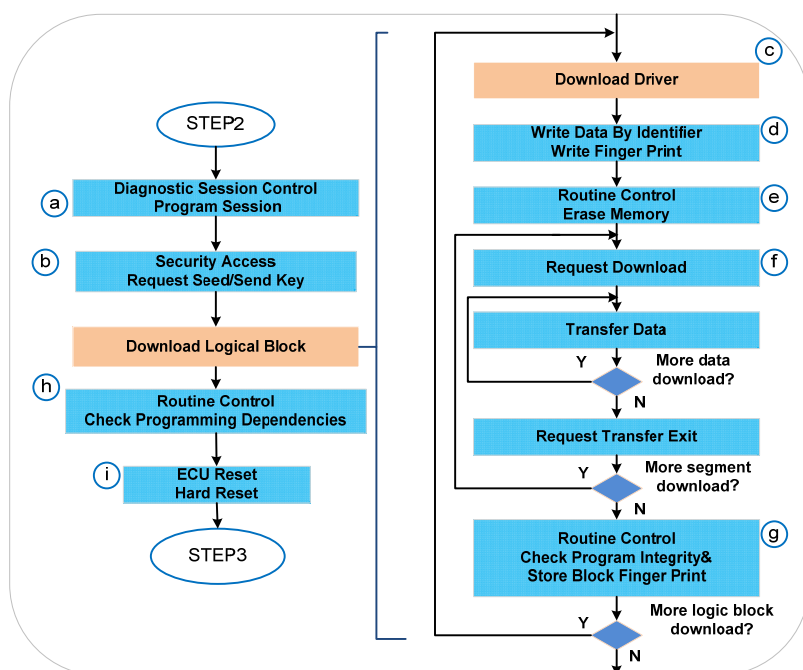 STEP2
a
Diagnostic Session Control
Program Session
b
Security Access
Request Seed/Send Key
Download Logical Block
h
Routine Control
Check Programming Dependencies
i
ECU Reset
Hard Reset
STEP3
c
Download Driver
d
Write Data By Identifier
Write Finger Print
e
Routine Control
Erase Memory
f
Request Download
Transfer Data
Y
More data
download?
N
Request Transfer Exit
Y
More segment
download?
N
g
Routine Control
Check Program Integrity&
Store Block Finger Print
Y
More logic block
download?
N